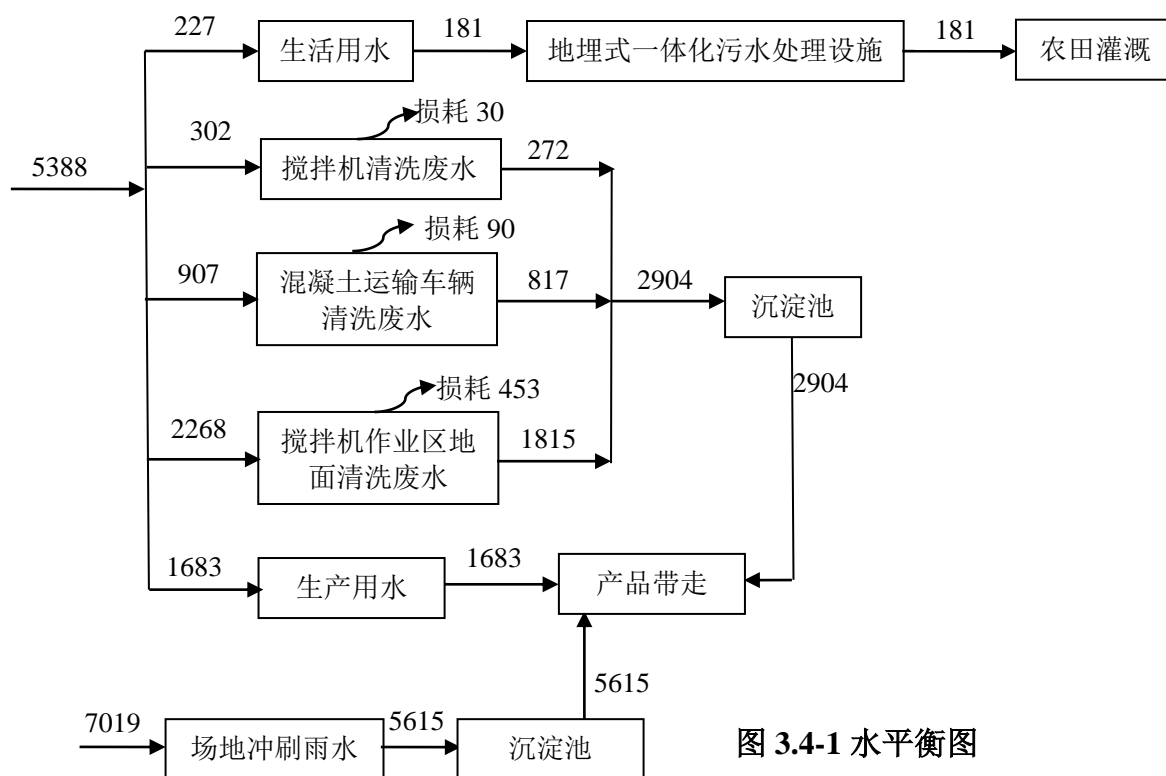 227
生活用水
181
地埋式一体化污水处理设施
181
农田灌溉
损耗 30
302
搅拌机清洗废水
272
5388
损耗 90
907
混凝土运输车辆
清洗废水
817
2904
沉淀池
2904
损耗 453
2268
搅拌机作业区地
面清洗废水
1815
1683
生产用水
1683
产品带走
5615
7019
场地冲刷雨水
5615
沉淀池
图 3.4-1 水平衡图